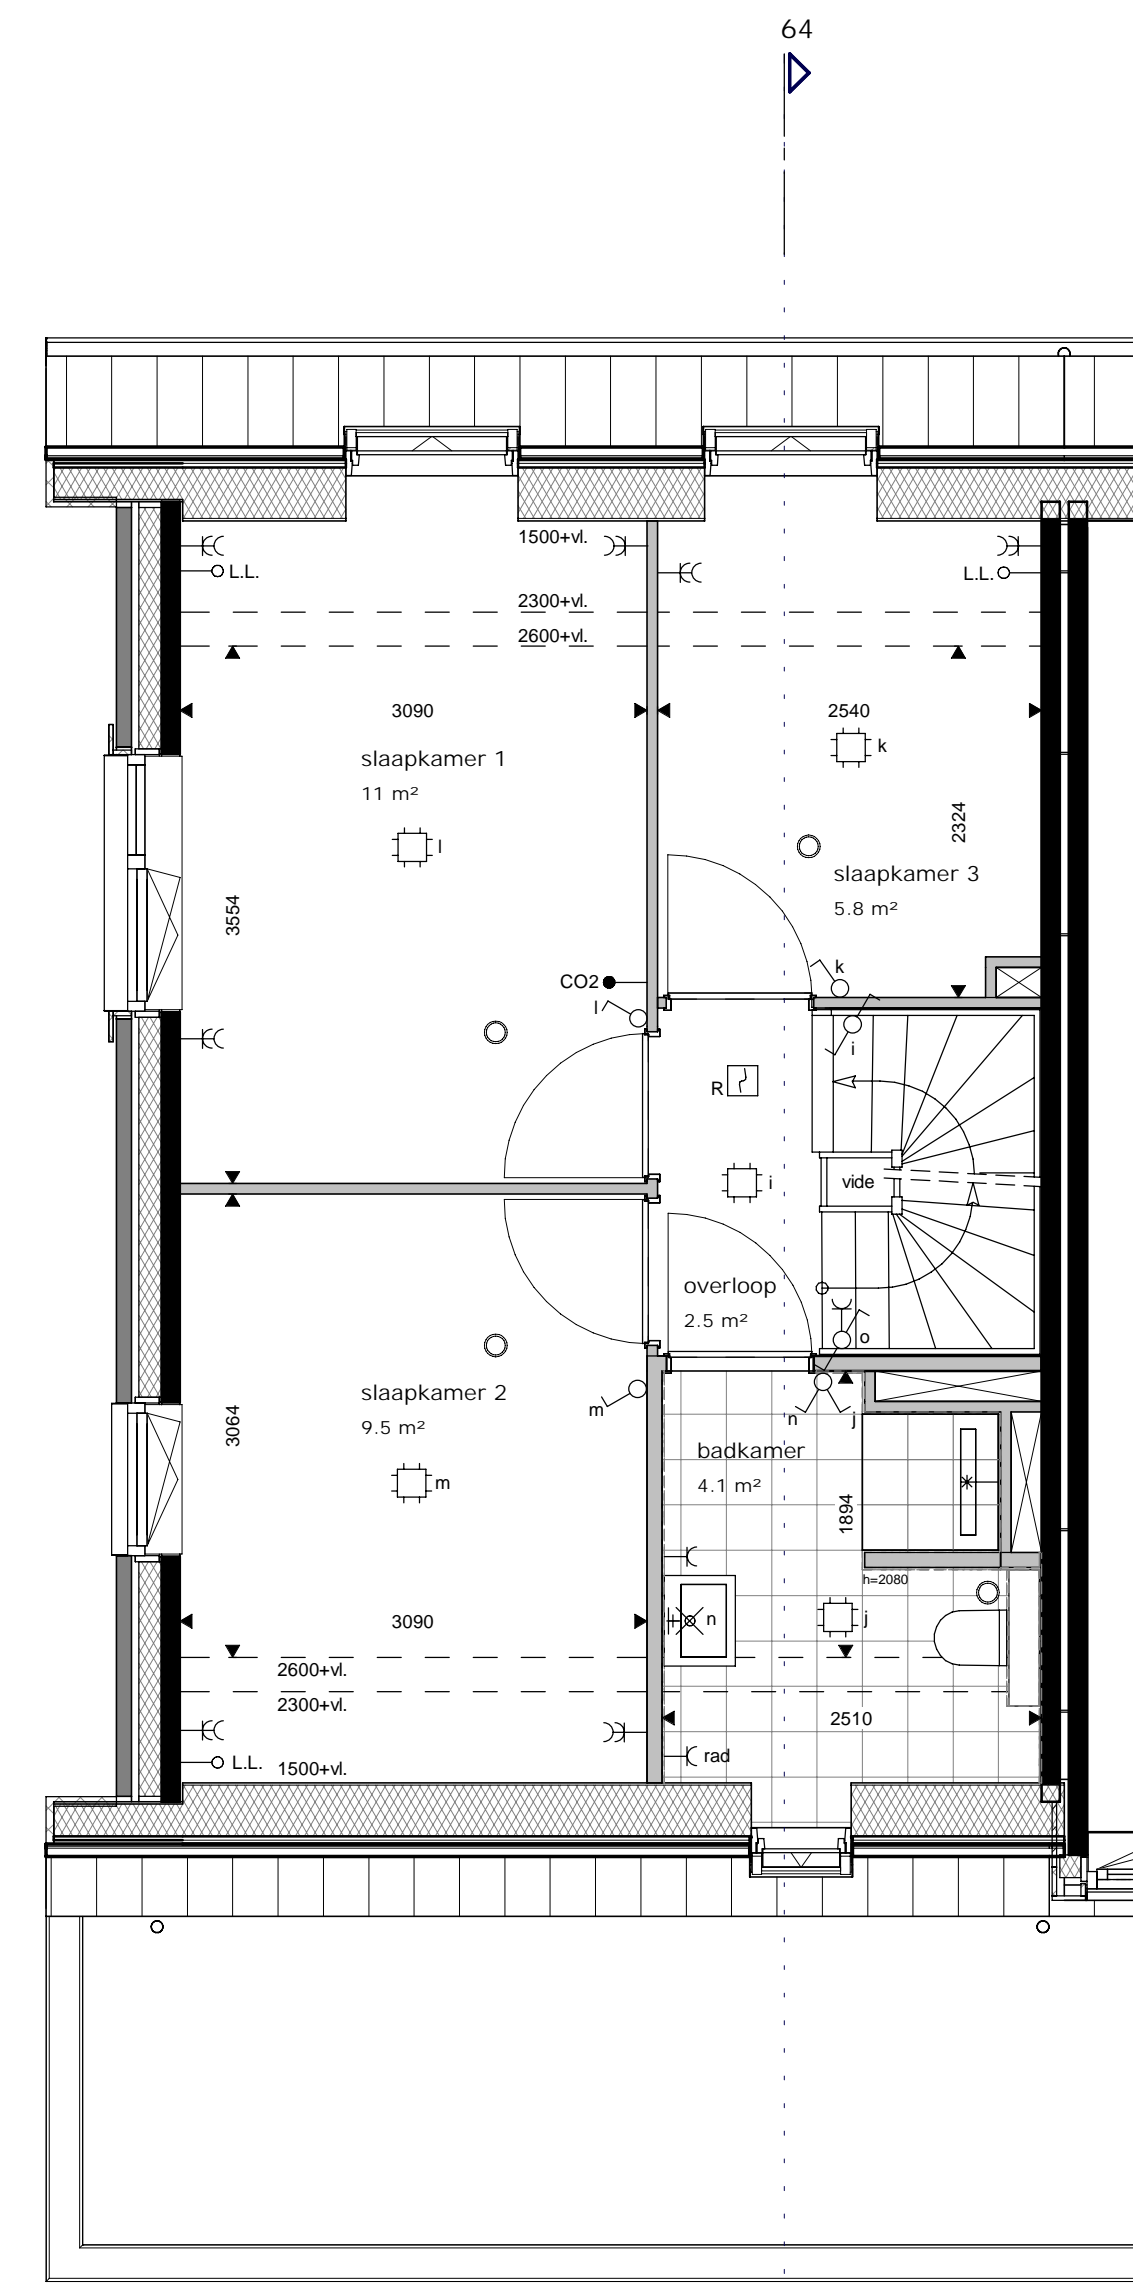 64
1500+vl.
L.L.
L.L.
2300+vl.
2600+vl.
3090
2540
k
slaapkamer 1
11 m²
l
2324
slaapkamer 3
5.8 m²
3554
k
CO2
l
i
R
i
vide
overloop
2.5 m²
o
slaapkamer 2
9.5 m²
m
n
j
3064
badkamer
4.1 m²
m
1894
h=2080
n
j
3090
2600+vl.
2300+vl.
2510
L.L.
1500+vl.
rad